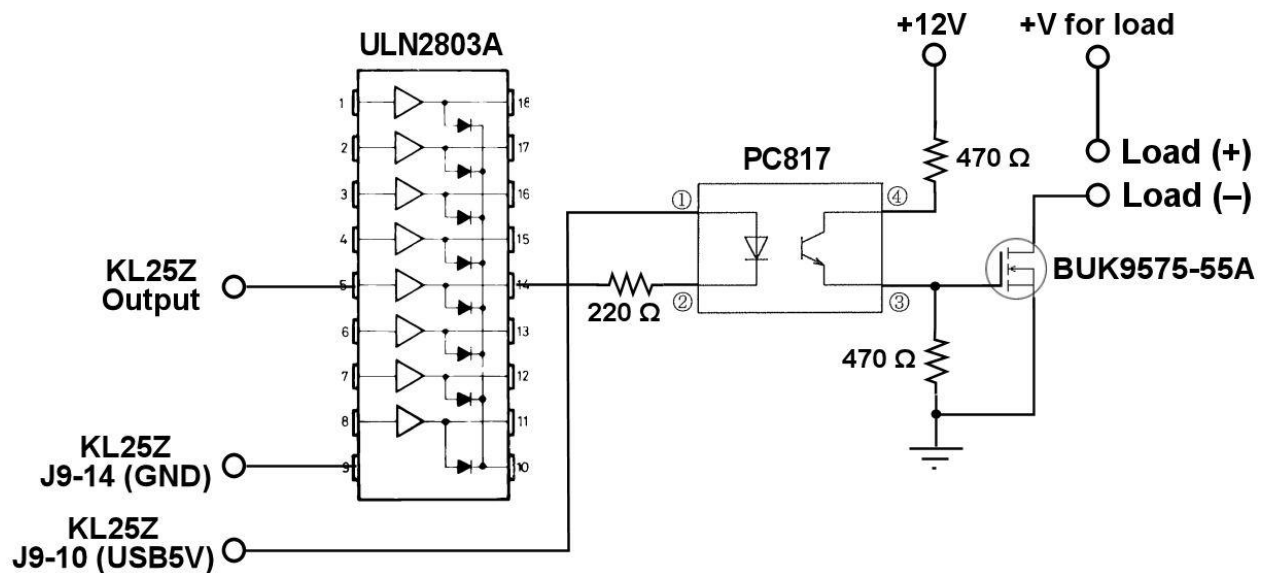 +12V
+V for load
ULN2803A
1
18
2
17
3
16
4
15
5
14
6
13
7
12
8
11
9
10
PC817
①
②
③
④
470 Ω
Load (+)
Load (–)
BUK9575-55A
220 Ω
470 Ω
KL25Z
Output
KL25Z
J9-14 (GND)
KL25Z
J9-10 (USB5V)